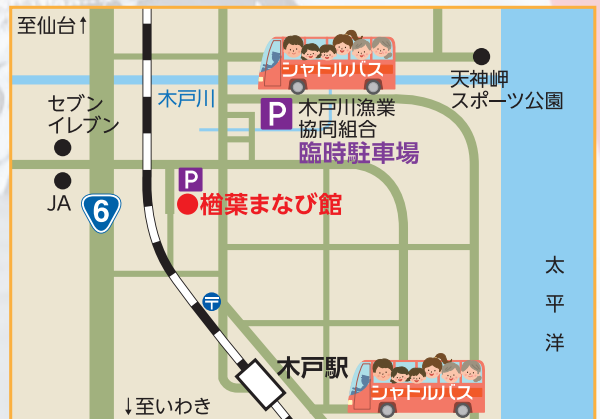 至仙台↑
シャトルバス
天神岬
スポーツ公園
木戸川
セブン
イレブン
P
木戸川漁業
協同組合
臨時駐車場
JA
6
P
楢葉まなび館
太平洋
〒
木戸駅
シャトルバス
↓至いわき